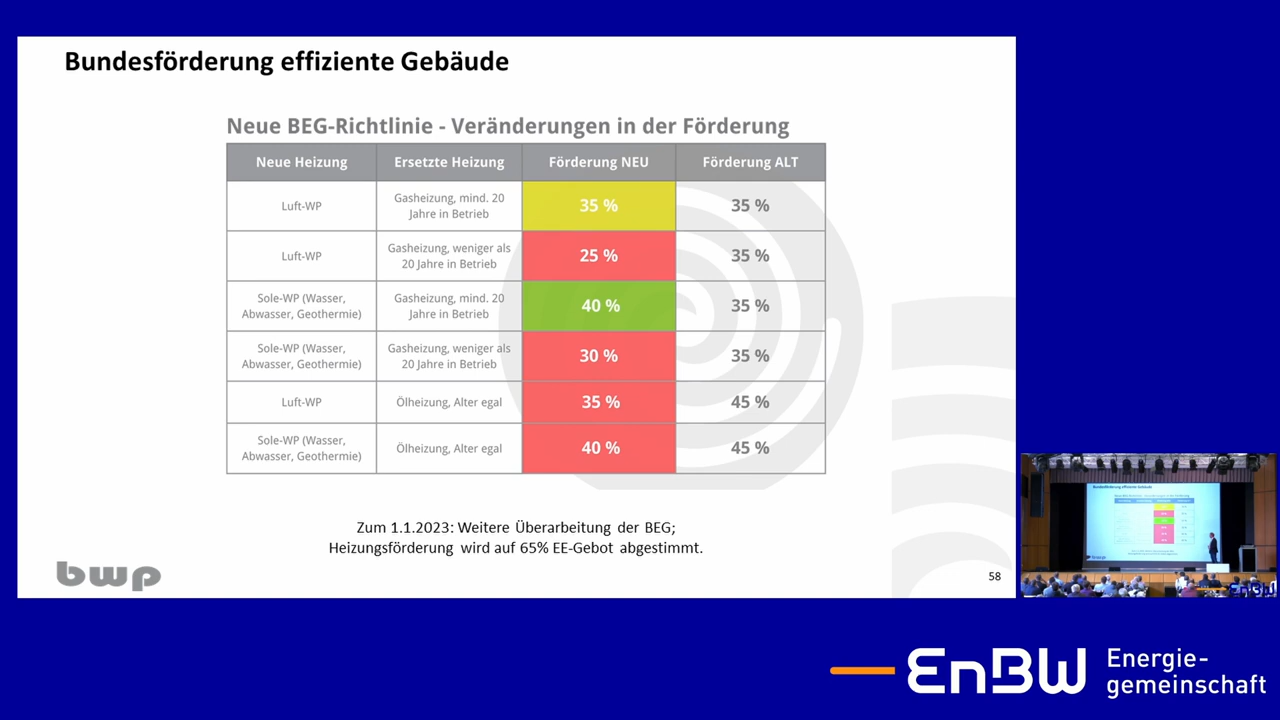 Bundesförderung effiziente Gebäude
Neue BEG-Richtlinie - Veränderungen in der Förderung
Neue Heizung Ersetzte Heizung Förderung NEU Förderung ALT
Luft-WP
Gasheizung, mind. 20
Jahre in Betrieb
35 %
35 %
Luft-WP
Gasheizung, weniger als
20 Jahre in Betrieb
25 %
35 %
Sole-WP (Wasser,
Abwasser, Geothermie)
Gasheizung, mind. 20
Jahre in Betrieb
40 %
35 %
Sole-WP (Wasser,
Abwasser, Geothermie)
Gasheizung, weniger als
20 Jahre in Betrieb
30 %
35 %
Luft-WP
Ölheizung, Alter egal
35 %
45 %
Sole-WP (Wasser,
Abwasser, Geothermie)
Ölheizung, Alter egal
40 %
45 %
Zum 1.1.2023: Weitere Überarbeitung der BEG;
Heizungsförderung wird auf 65% EE-Gebot abgestimmt.
bwp
58
Bundesförderung effiziente Gebäude
EnBW
EnBW
Energie-
gemeinschaft